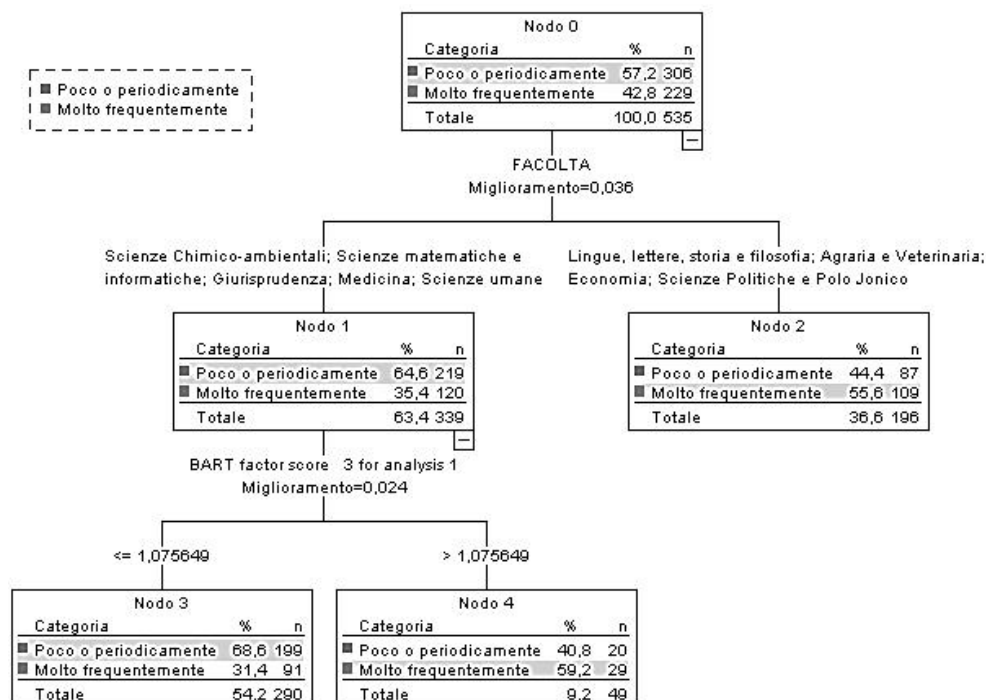 Nodo 0
Categoria % n
Poco o periodicamente 57,2 306
Molto frequentemente 42,8 229
Totale 100,0 535
Poco o periodicamente
Molto frequentemente
FACOLTA
Miglioramento=0,036
Scienze Chimico-ambientali; Scienze matematiche e
informatiche; Giurisprudenza; Medicina; Scienze umane
Lingue, lettere, storia e filosofia; Agraria e Veterinaria;
Economia; Scienze Politiche e Polo Jonico
Nodo 1
Categoria % n
Poco o periodicamente 64,6 219
Molto frequentemente 35,4 120
Totale 63,4 339
Nodo 2
Categoria % n
Poco o periodicamente 44,4 87
Molto frequentemente 55,6 109
Totale 36,6 196
BART factor score 3 for analysis 1
Miglioramento=0,024
<= 1,075649
> 1,075649
Nodo 3
Categoria % n
Poco o periodicamente 68,6 199
Molto frequentemente 31,4 91
Totale 54,2 290
Nodo 4
Categoria % n
Poco o periodicamente 40,8 20
Molto frequentemente 59,2 29
Totale 9,2 49